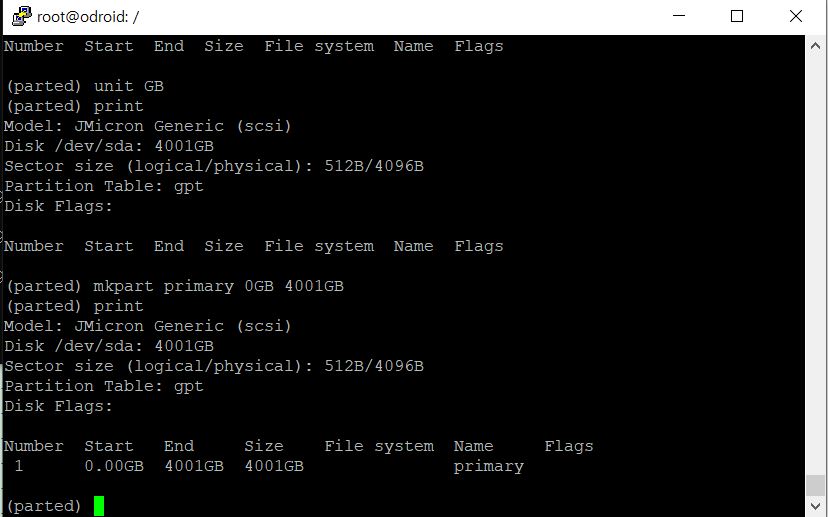 root@odroid: /
Number  Start  End  Size  File system  Name  Flags
(parted) unit GB
(parted) print
Model: JMicron Generic (scsi)
Disk /dev/sda: 4001GB
Sector size (logical/physical): 512B/4096B
Partition Table: gpt
Disk Flags:
Number  Start  End  Size  File system  Name  Flags
(parted) mkpart primary 0GB 4001GB
(parted) print
Model: JMicron Generic (scsi)
Disk /dev/sda: 4001GB
Sector size (logical/physical): 512B/4096B
Partition Table: gpt
Disk Flags:
Number  Start   End     Size    File system  Name     Flags
 1      0.00GB  4001GB  4001GB               primary
(parted)